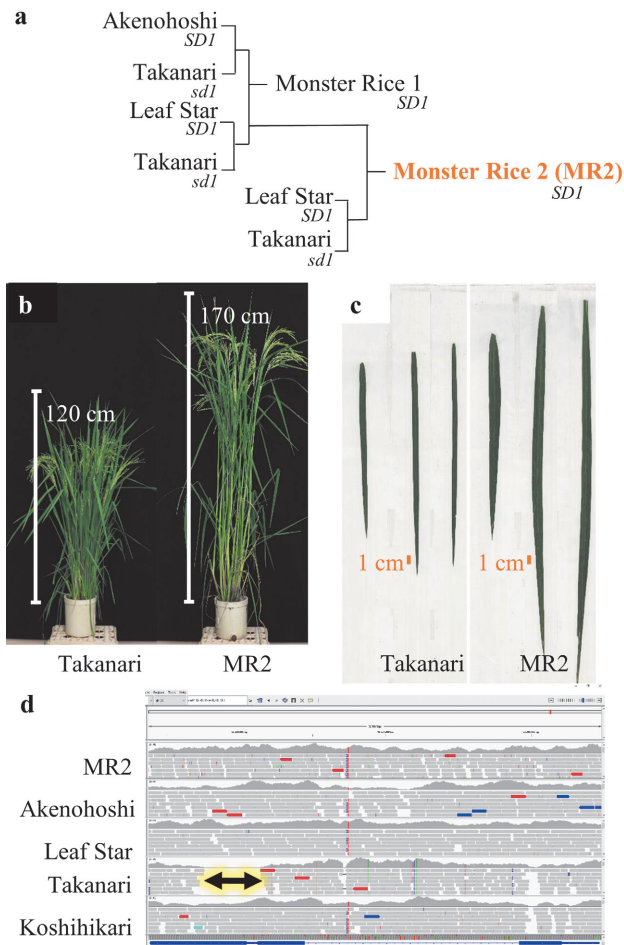 a
Akenohoshi
SD1
Takanari
sd1
Monster Rice 1
SD1
Leaf Star
SD1
Takanari
sd1
Monster Rice 2 (MR2)
SD1
Leaf Star
SD1
Takanari
sd1
b
170 cm
120 cm
Takanari
MR2
c
1 cm
1 cm
Takanari
MR2
d
MR2
Akenohoshi
Leaf Star
Takanari
Koshihikari